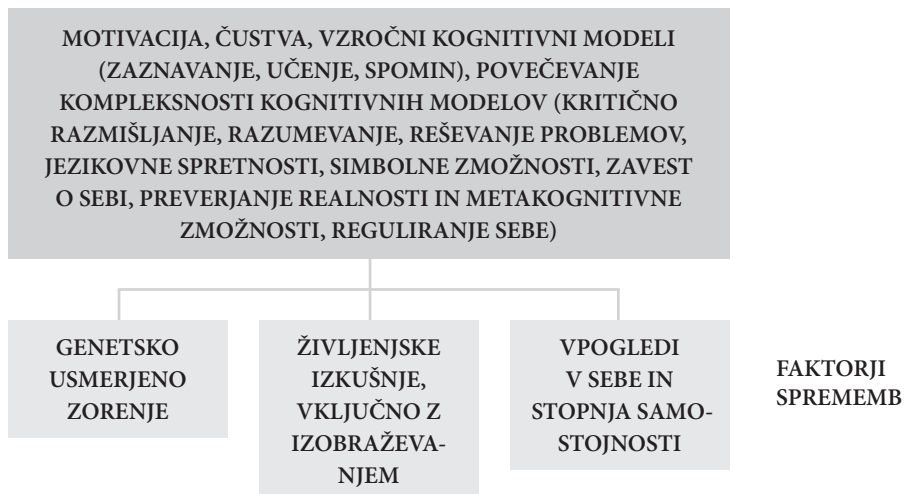 MOTIVACIJA, ČUSTVA, VZROČNI KOGNITIVNI MODELI
(ZAZNAVANJE, UČENJE, SPOMIN), POVEČEVANJE
KOMPLEKSNOSTI KOGNITIVNIH MODELOV (KRITIČNO
RAZMIŠLJANJE, RAZUMEVANJE, REŠEVANJE PROBLEMOV,
JEZIKOVNE SPRETNOSTI, SIMBOLNE ZMOŽNOSTI, ZAVEST
O SEBI, PREVERJANJE REALNOSTI IN METAKOGNITIVNE
ZMOŽNOSTI, REGULIRANJE SEBE)
GENETSKO
USMERJENO
ZORENJE
ŽIVLJENJSKE
IZKUŠNJE,
VKLJUČNO Z
IZOBRAŽEVA-
NJEM
VPOGLEDI
V SEBE IN
STOPNJA SAMO-
STOJNOSTI
FAKTORJI
SPREMEMB